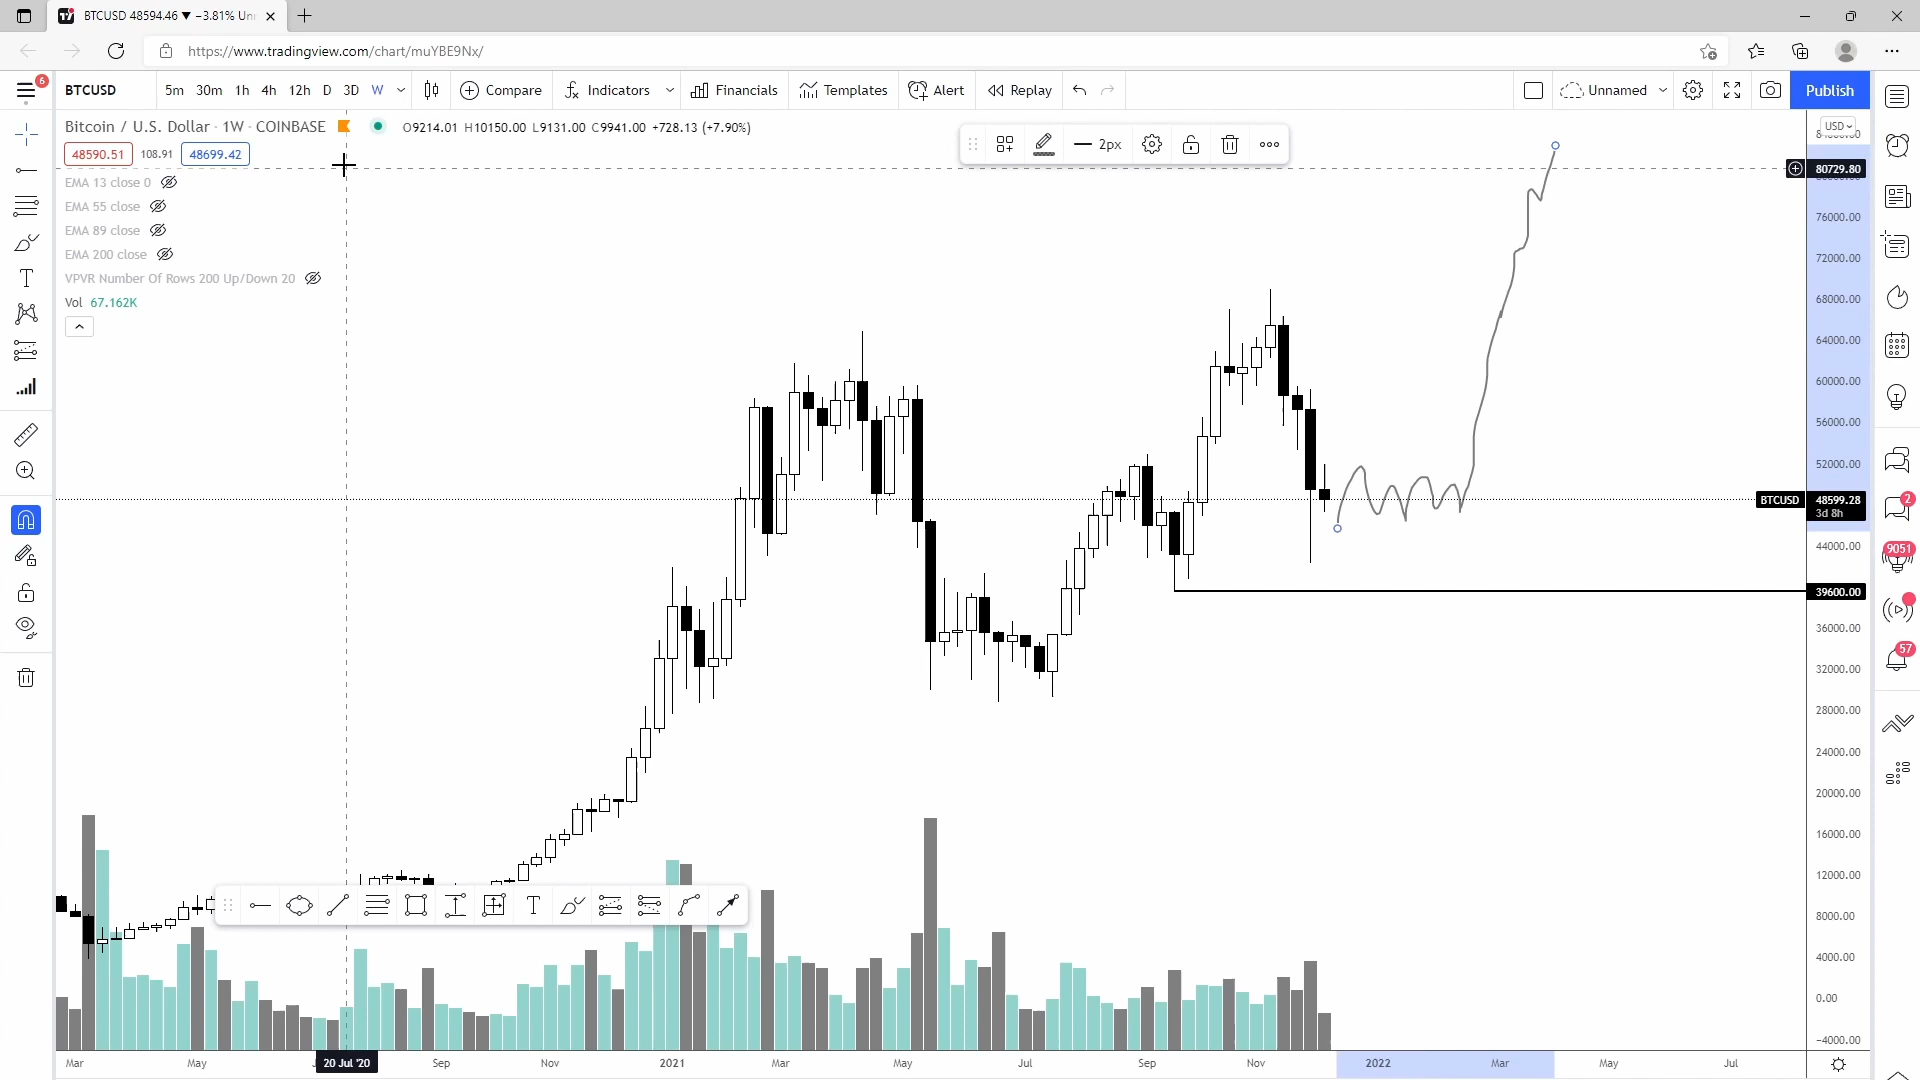 BTCUSD 48594.46 ▼ −3.81% Un
https://www.tradingview.com/chart/muYBE9Nx/
6
BTCUSD 5m 30m 1h 4h 12h D 3D W Compare Indicators Financials Templates Alert Replay Unnamed Publish
Bitcoin / U.S. Dollar · 1W · COINBASE O9214.01 H10150.00 L9131.00 C9941.00 +728.13 (+7.90%)
USD
48590.51 108.91 48699.42
2px
80729.80
EMA 13 close 0
EMA 55 close
EMA 89 close
EMA 200 close
VPVR Number Of Rows 200 Up/Down 20
Vol 67.162K
76000.00
72000.00
68000.00
64000.00
60000.00
56000.00
52000.00
BTCUSD 48599.28
3d 8h
44000.00
39600.00
36000.00
32000.00
28000.00
24000.00
20000.00
16000.00
12000.00
8000.00
4000.00
0.00
−4000.00
2
9051
57
Mar May 20 Jul '20 Sep Nov 2021 Mar May Jul Sep Nov 2022 Mar May Jul